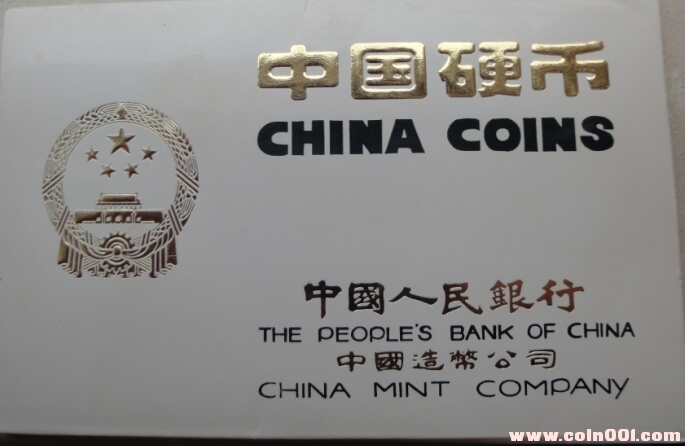 中国硬币
CHINA COINS
中國人民銀行
THE PEOPLE'S BANK OF CHINA
中國造幣公司
CHINA MINT COMPANY
www.coin001.com